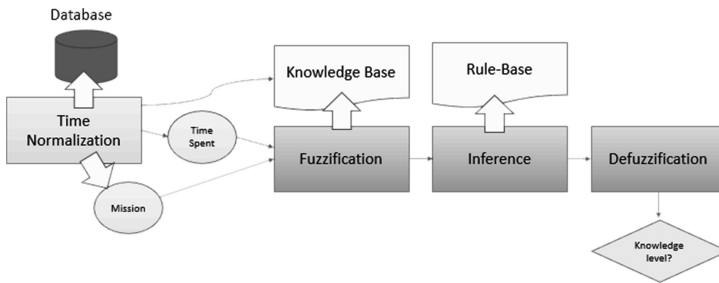 Database
Time
Normalization
Time
Spent
Mission
Knowledge Base
Rule-Base
Fuzzification
Inference
Defuzzification
Knowledge
level?